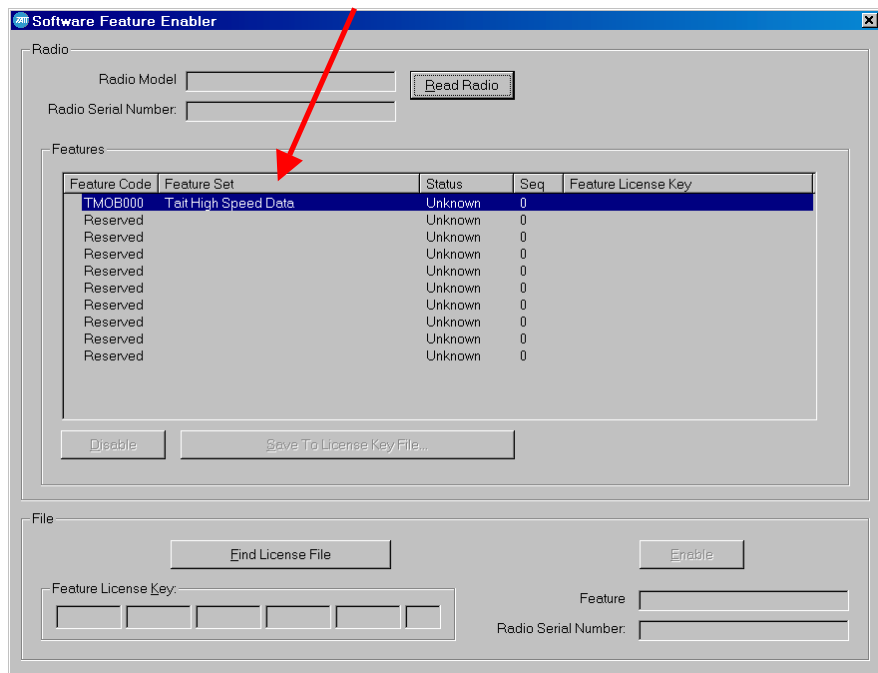 TAIT Software Feature Enabler
Radio
Radio Model
Read Radio
Radio Serial Number:
Features
Feature Code Feature Set Status Seq Feature License Key
TMOB000 Tait High Speed Data Unknown 0
Reserved Unknown 0
Reserved Unknown 0
Reserved Unknown 0
Reserved Unknown 0
Reserved Unknown 0
Reserved Unknown 0
Reserved Unknown 0
Reserved Unknown 0
Reserved Unknown 0
Disable Save To License Key File...
File
Find License File Enable
Feature License Key:
Feature
Radio Serial Number: